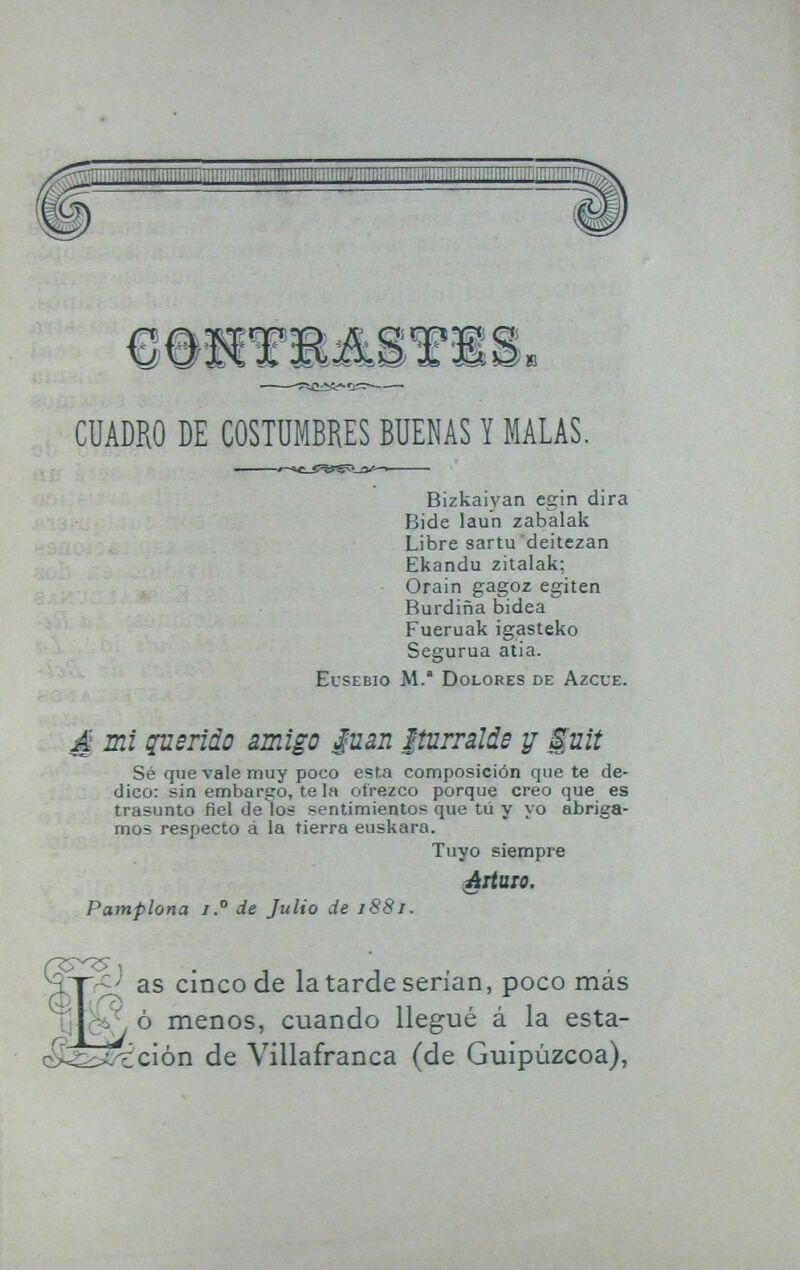 CONTRASTES.
CUADRO DE COSTUMBRES BUENAS Y MALAS.
Bizkaiyan egin dira
Bide laun zabalak
Libre sartu deitezan
Ekandu zitalak;
Orain gagoz egiten
Burdiña bidea
Fueruak igasteko
Segurua atia.
EUSEBIO M.ª DOLORES DE AZCUE.
A mi querido amigo Juan Iturralde y Suit
Sé que vale muy poco esta composición que te de-
dico: sin embargo, te la ofrezco porque creo que es
trasunto fiel de los sentimientos que tú y yo abriga-
mos respecto á la tierra euskara.
Tuyo siempre
Arturo.
Pamplona 1.º de Julio de 1881.
Las cinco de la tarde serían, poco más
ó menos, cuando llegué á la esta-
ción de Villafranca (de Guipúzcoa),